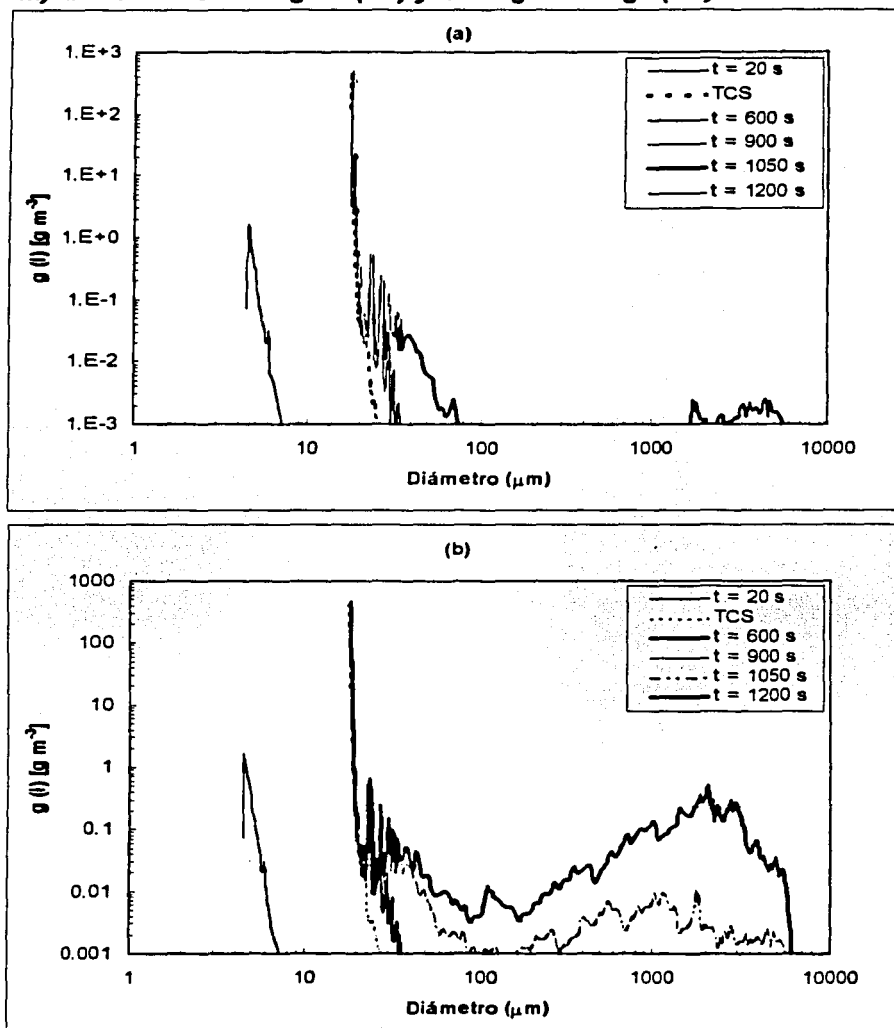 (a)
1.E+3
1.E+2
1.E+1
1.E+0
1.E-1
1.E-2
1.E-3
g (l) [g m⁻³]
1
10
100
1000
10000
Diámetro (μm)
t = 20 s
TCS
t = 600 s
t = 900 s
t = 1050 s
t = 1200 s
(b)
1000
100
10
1
0.1
0.01
0.001
g (l) [g m⁻³]
1
10
100
1000
10000
Diámetro (μm)
t = 20 s
TCS
t = 600 s
t = 900 s
t = 1050 s
t = 1200 s